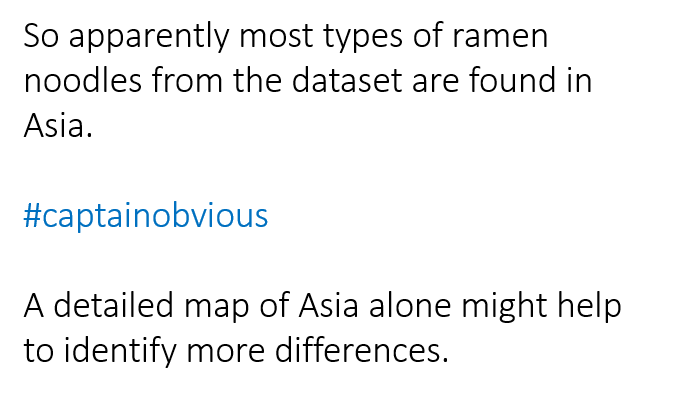 So apparently most types of ramen
noodles from the dataset are found in
Asia.
#captainobvious
A detailed map of Asia alone might help
to identify more differences.